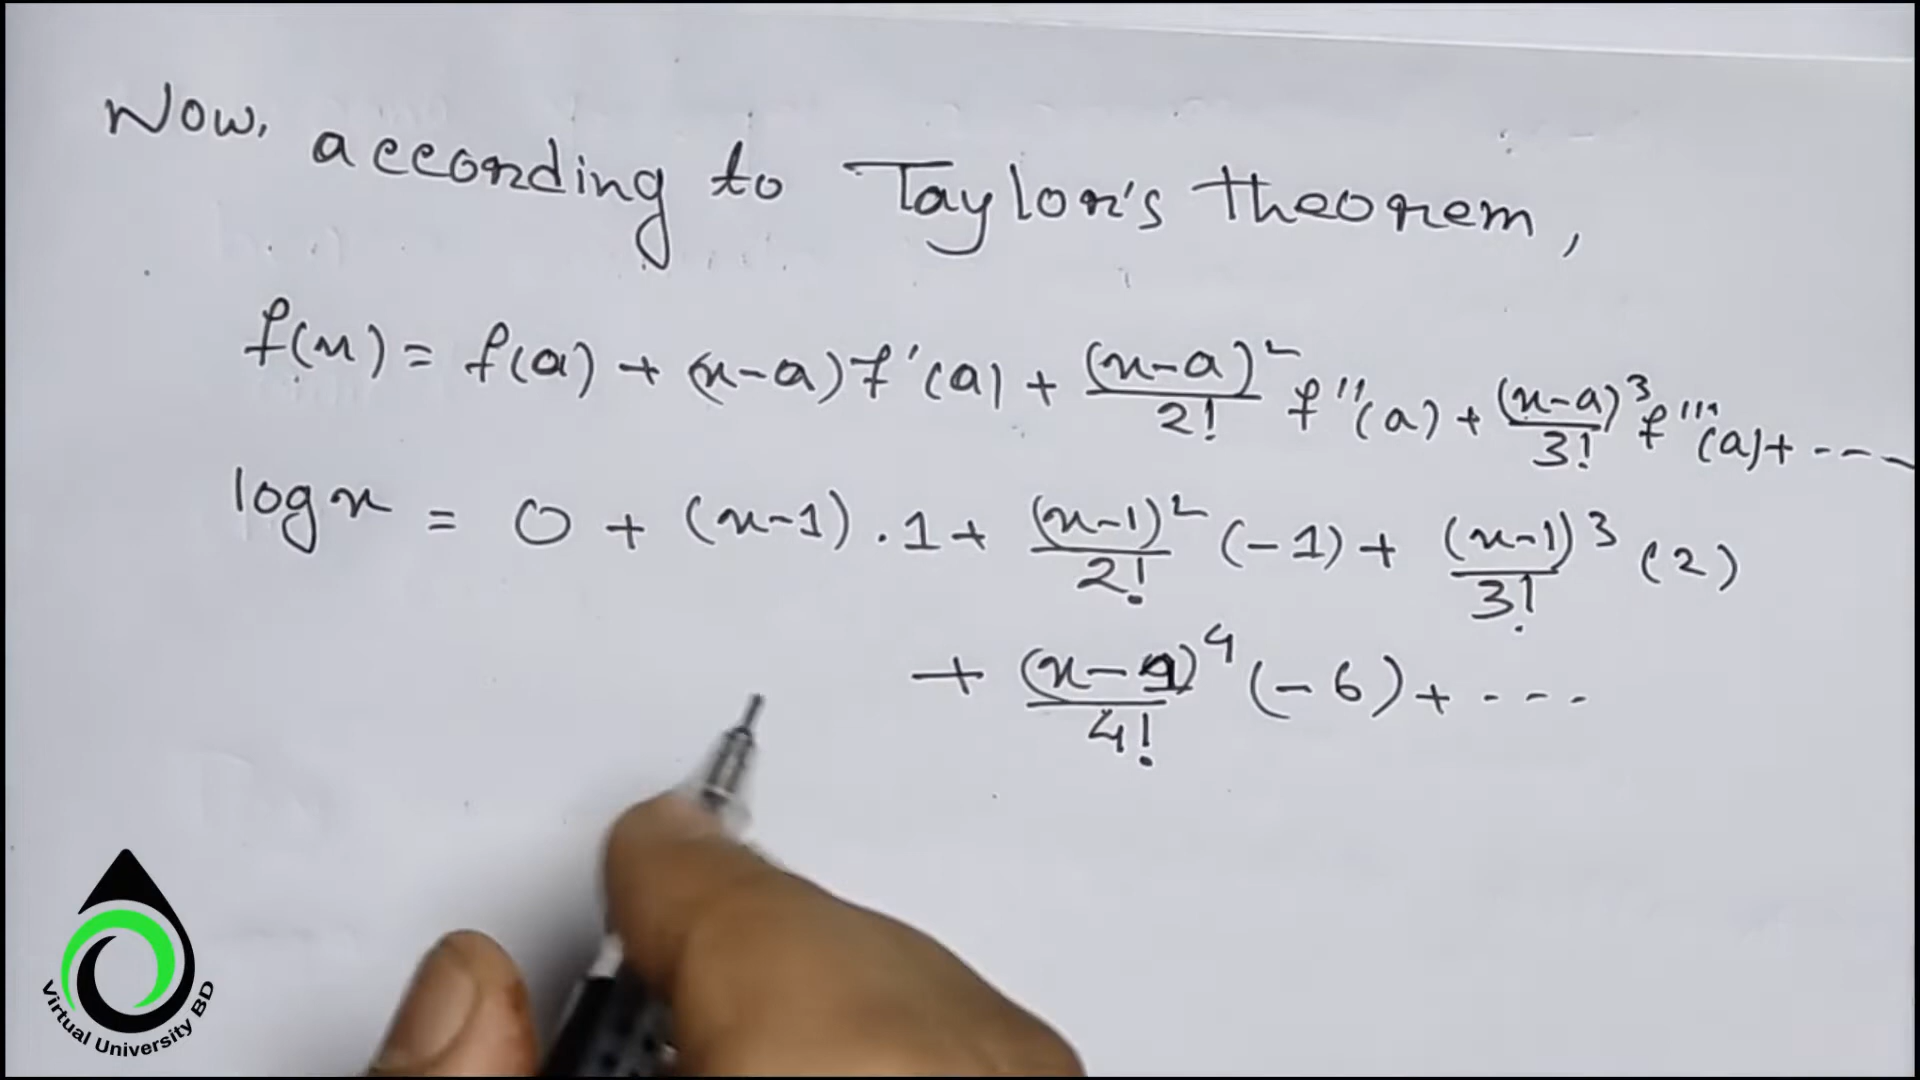 Now, according to Taylor's theorem,
f(x) = f(a) + (x-a) f'(a) + (x-a)²/2! f''(a) + (x-a)³/3! f'''(a) + ----
log x = 0 + (x-1) . 1 + (x-1)²/2! (-1) + (x-1)³/3! (2)
+ (x-1)⁴/4! (-6) + ----
Virtual University BD